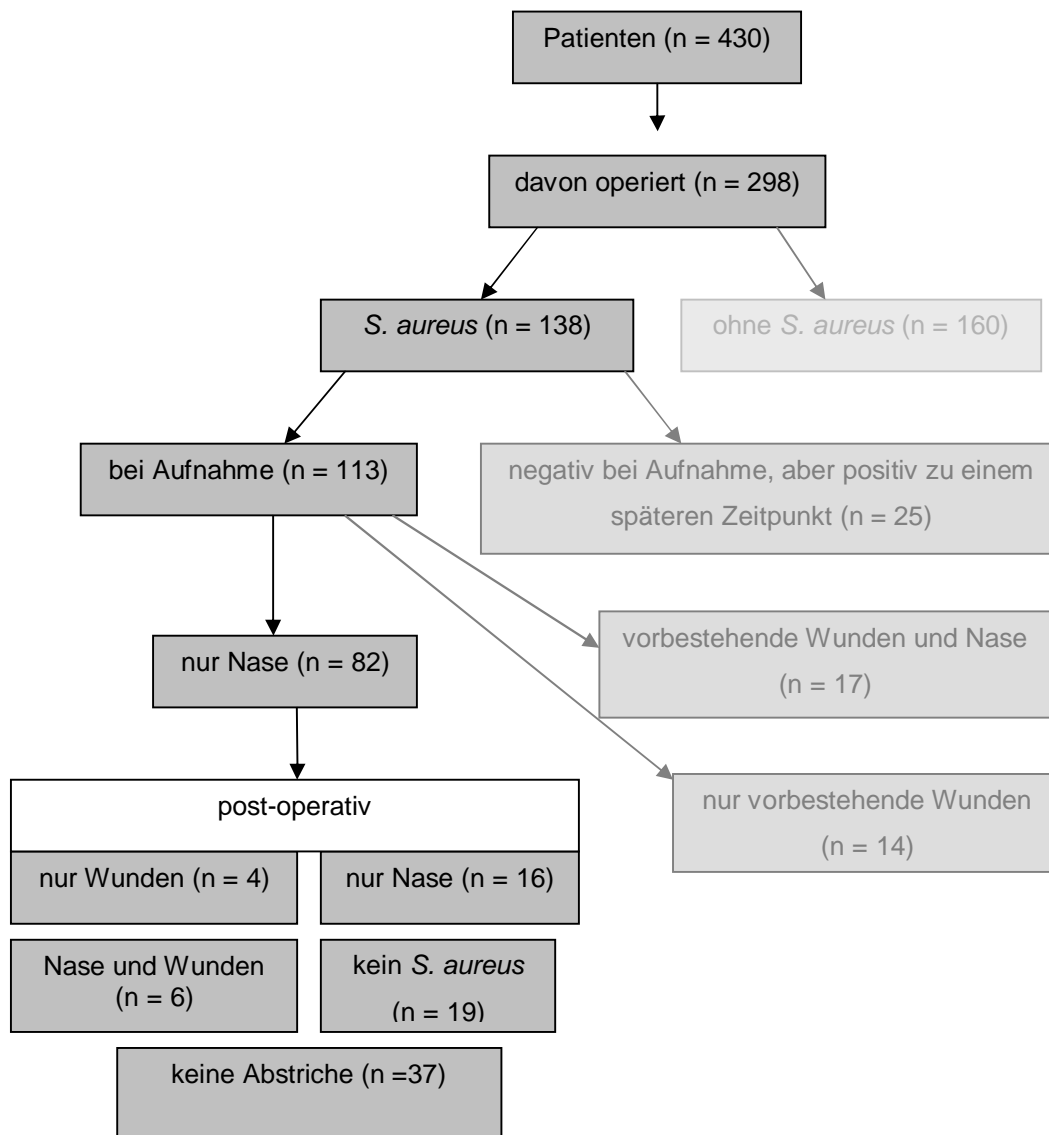 Patienten (n = 430)
davon operiert (n = 298)
S. aureus (n = 138)
ohne S. aureus (n = 160)
bei Aufnahme (n = 113)
negativ bei Aufnahme, aber positiv zu einem
späteren Zeitpunkt (n = 25)
vorbestehende Wunden und Nase
(n = 17)
nur Nase (n = 82)
nur vorbestehende Wunden
(n = 14)
post-operativ
nur Wunden (n = 4)
nur Nase (n = 16)
Nase und Wunden
(n = 6)
kein S. aureus
(n = 19)
keine Abstriche (n =37)